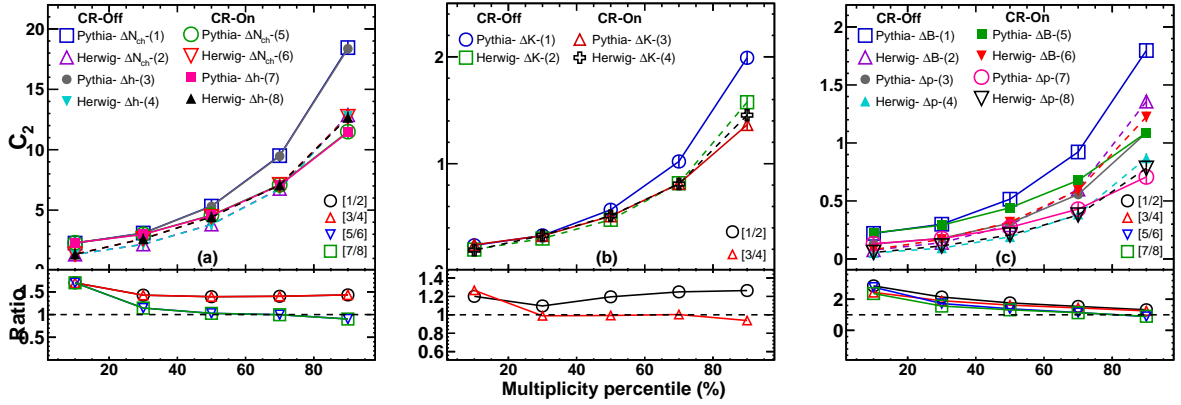 CR-Off CR-On
Pythia- ΔN_ch-(1) Pythia- ΔN_ch-(5)
Herwig- ΔN_ch-(2) Herwig- ΔN_ch-(6)
Pythia- Δh-(3) Pythia- Δh-(7)
Herwig- Δh-(4) Herwig- Δh-(8)
20
15
10
5
0
C_2
[1/2]
[3/4]
[5/6]
[7/8]
(a)
1.5
1
0.5
Ratio
20 40 60 80
CR-Off CR-On
Pythia- ΔK-(1) Pythia- ΔK-(3)
Herwig- ΔK-(2) Herwig- ΔK-(4)
2
1
(b)
[1/2]
[3/4]
1.4
1.2
1
0.8
0.6
20 40 60 80
Multiplicity percentile (%)
CR-Off CR-On
Pythia- ΔB-(1) Pythia- ΔB-(5)
Herwig- ΔB-(2) Herwig- ΔB-(6)
Pythia- Δp-(3) Pythia- Δp-(7)
Herwig- Δp-(4) Herwig- Δp-(8)
2
1.5
1
0.5
0
[1/2]
[3/4]
[5/6]
[7/8]
(c)
2
0
20 40 60 80